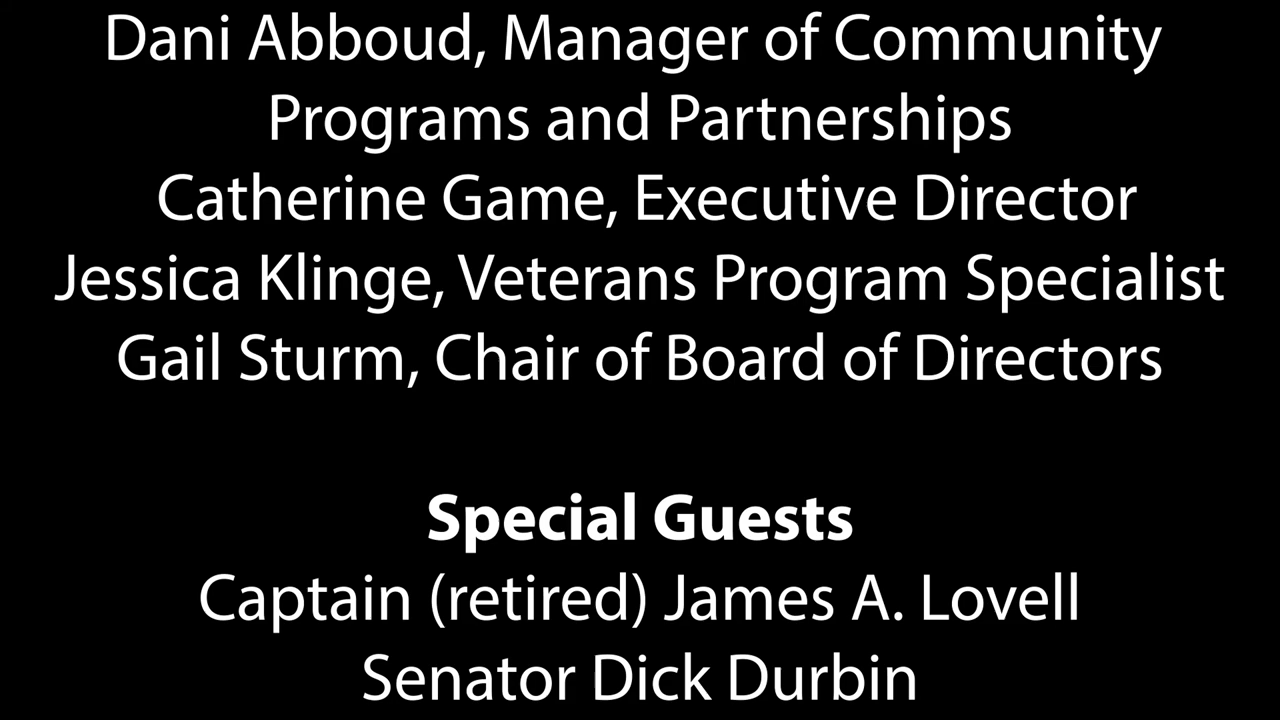 Dani Abboud, Manager of Community
Programs and Partnerships
Catherine Game, Executive Director
Jessica Klinge, Veterans Program Specialist
Gail Sturm, Chair of Board of Directors
Special Guests
Captain (retired) James A. Lovell
Senator Dick Durbin